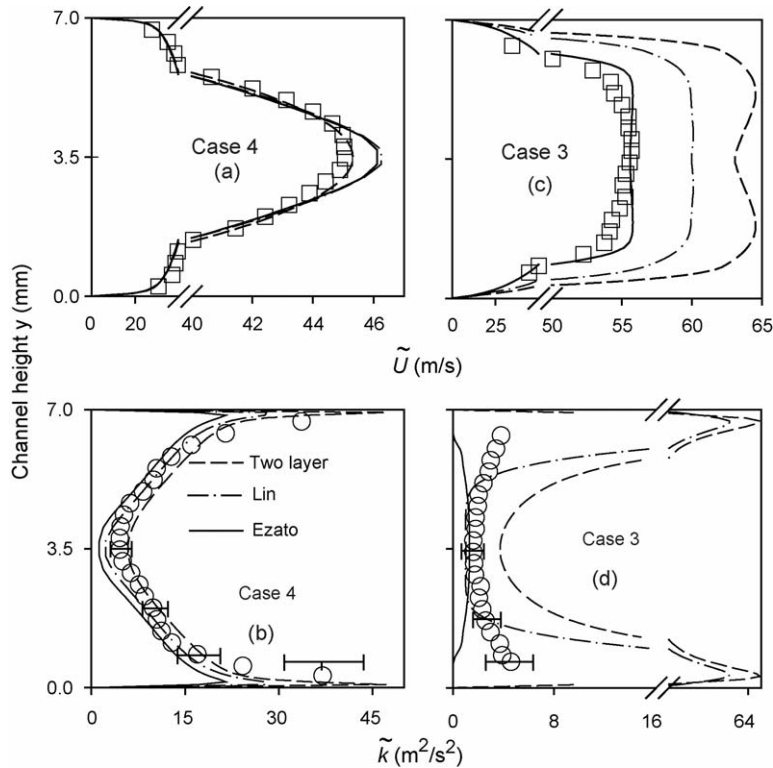 7.0
3.5
0.0
Case 4
(a)
0 20 40 42 44 46
Case 3
(c)
0 25 50 55 60 65
Ũ (m/s)
Channel height y (mm)
7.0
3.5
0.0
Two layer
Lin
Ezato
Case 4
(b)
0 15 30 45
Case 3
(d)
0 8 16 64
k̃ (m²/s²)